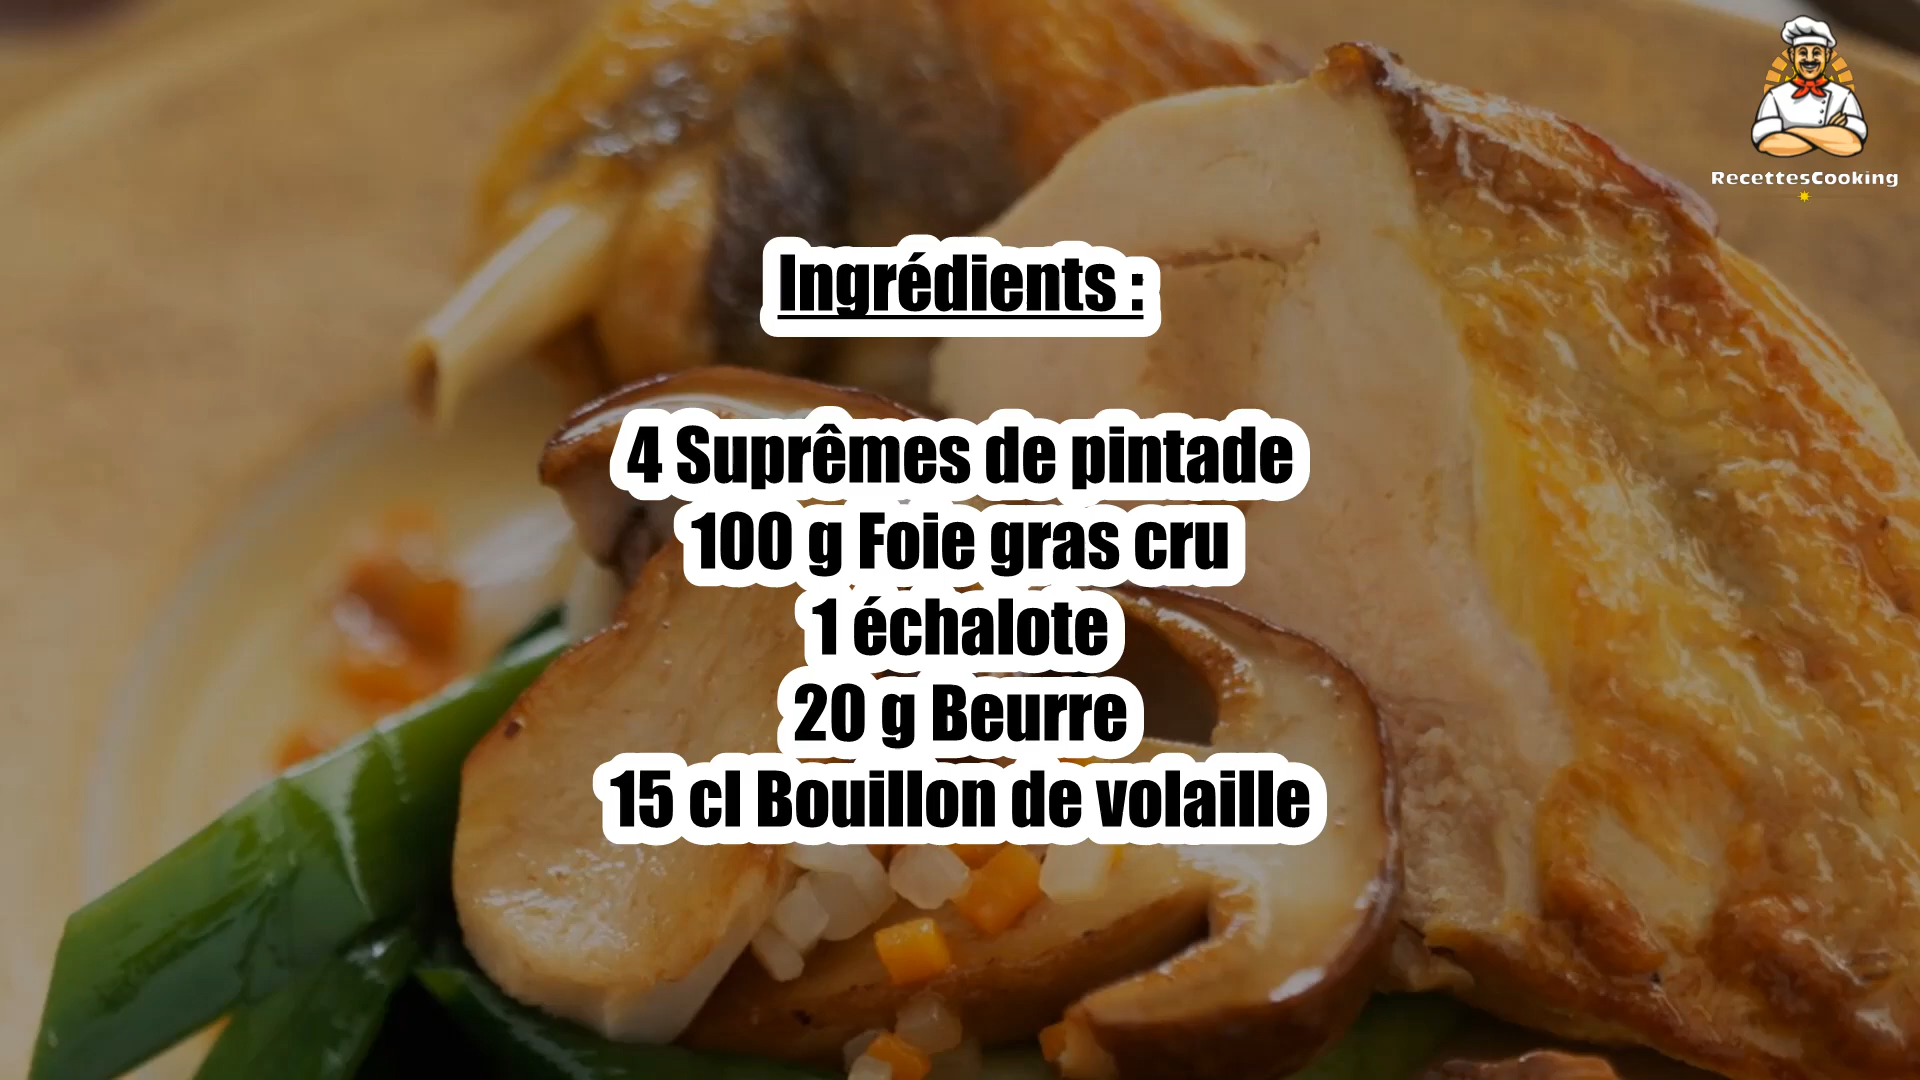 RecettesCooking
Ingrédients :
4 Suprêmes de pintade
100 g Foie gras cru
1 échalote
20 g Beurre
15 cl Bouillon de volaille